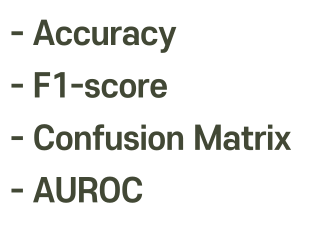 - Accuracy
- F1-score
- Confusion Matrix
- AUROC